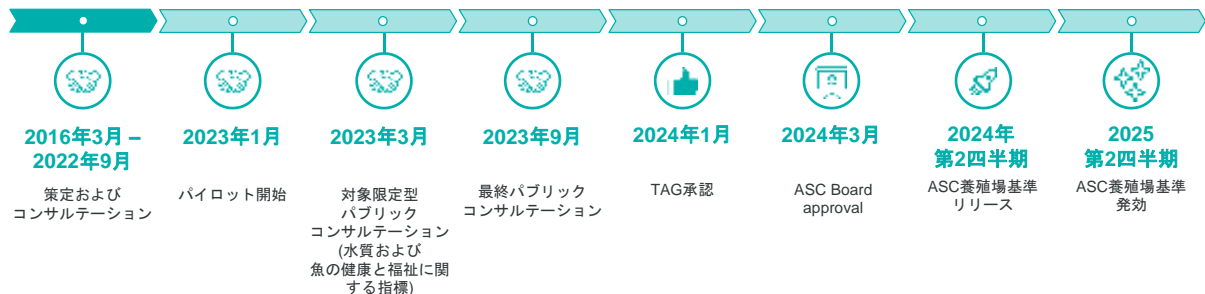 2016年3月 –
2022年9月
策定および
コンサルテーション
2023年1月
パイロット開始
2023年3月
対象限定型
パブリック
コンサルテーション
(水質および
魚の健康と福祉に関
する指標)
2023年9月
最終パブリック
コンサルテーション
2024年1月
TAG承認
2024年3月
ASC Board
approval
2024年
第2四半期
ASC養殖場基準
リリース
2025
第2四半期
ASC養殖場基準
発効